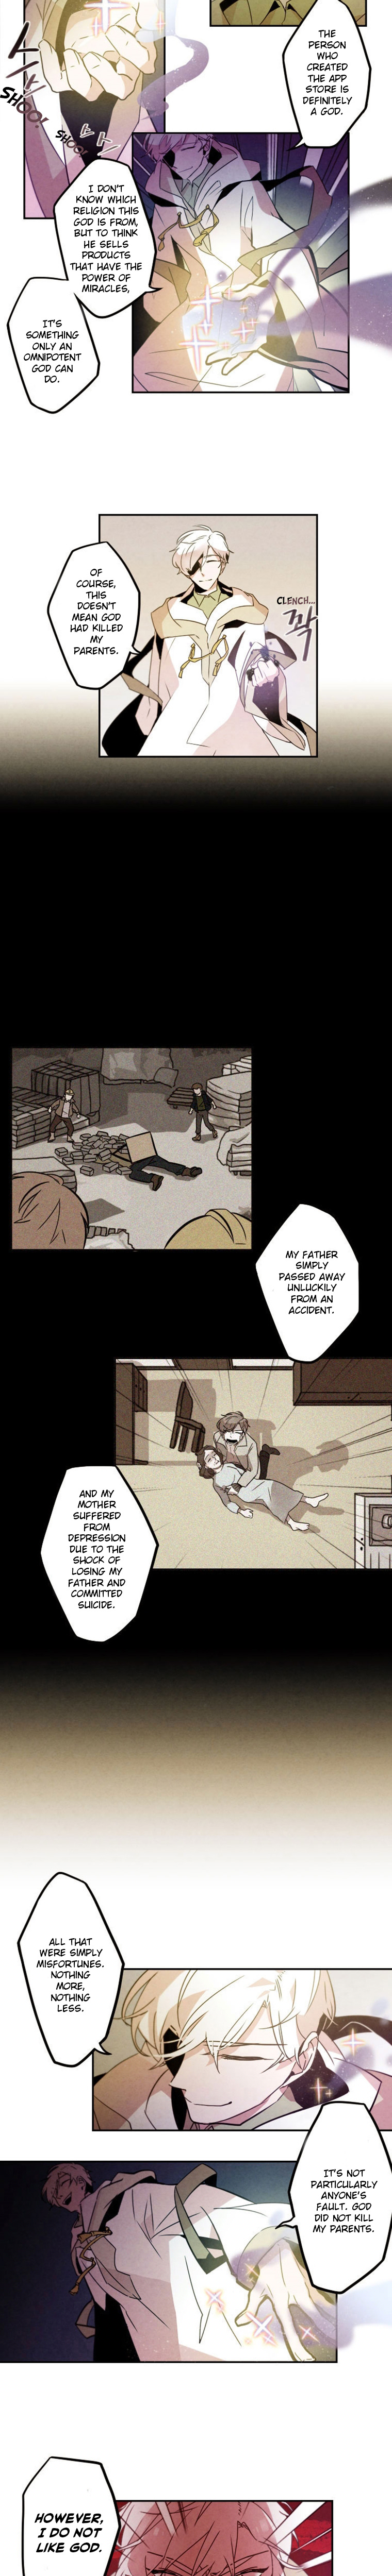 THE
PERSON
WHO
CREATED
THE APP
STORE IS
DEFINITELY
A GOD.
SHOO!
SHOO!
I DON'T
KNOW WHICH
RELIGION THIS
GOD IS FROM,
BUT TO THINK
HE SELLS
PRODUCTS
THAT HAVE THE
POWER OF
MIRACLES,
IT'S
SOMETHING
ONLY AN
OMNIPOTENT
GOD CAN
DO.
OF
COURSE,
THIS
DOESN'T
MEAN GOD
HAD KILLED
MY
PARENTS.
CLENCH...
꽉
MY FATHER
SIMPLY
PASSED AWAY
UNLUCKILY
FROM AN
ACCIDENT.
AND MY
MOTHER
SUFFERED
FROM
DEPRESSION
DUE TO THE
SHOCK OF
LOSING MY
FATHER AND
COMMITTED
SUICIDE.
ALL THAT
WERE SIMPLY
MISFORTUNES.
NOTHING
MORE,
NOTHING
LESS.
IT'S NOT
PARTICULARLY
ANYONE'S
FAULT. GOD
DID NOT KILL
MY PARENTS.
HOWEVER,
I DO NOT
LIKE GOD.